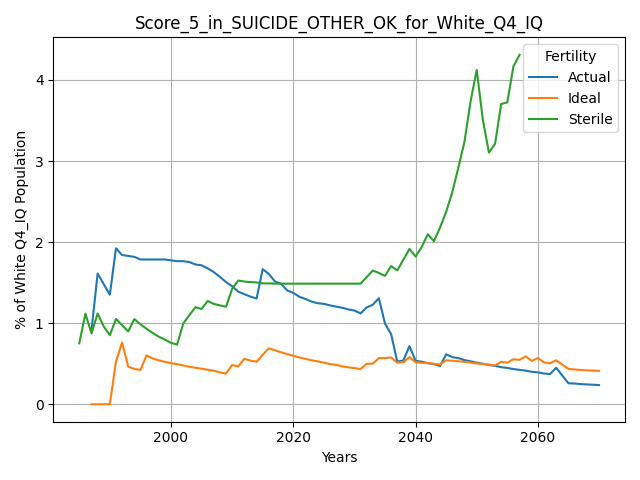 Score_5_in_SUICIDE_OTHER_OK_for_White_Q4_IQ
Fertility
Actual
Ideal
Sterile
% of White Q4_IQ Population
4
3
2
1
0
2000 2020 2040 2060
Years